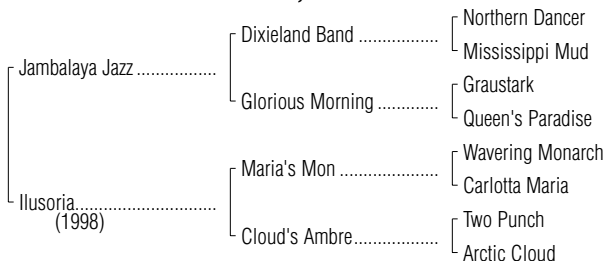 Northern Dancer
Dixieland Band ..................
Mississippi Mud
Jambalaya Jazz .................
Graustark
Glorious Morning .............
Queen's Paradise
Wavering Monarch
Maria's Mon ......................
Carlotta Maria
Ilusoria..............................
(1998)
Two Punch
Cloud's Ambre...................
Arctic Cloud